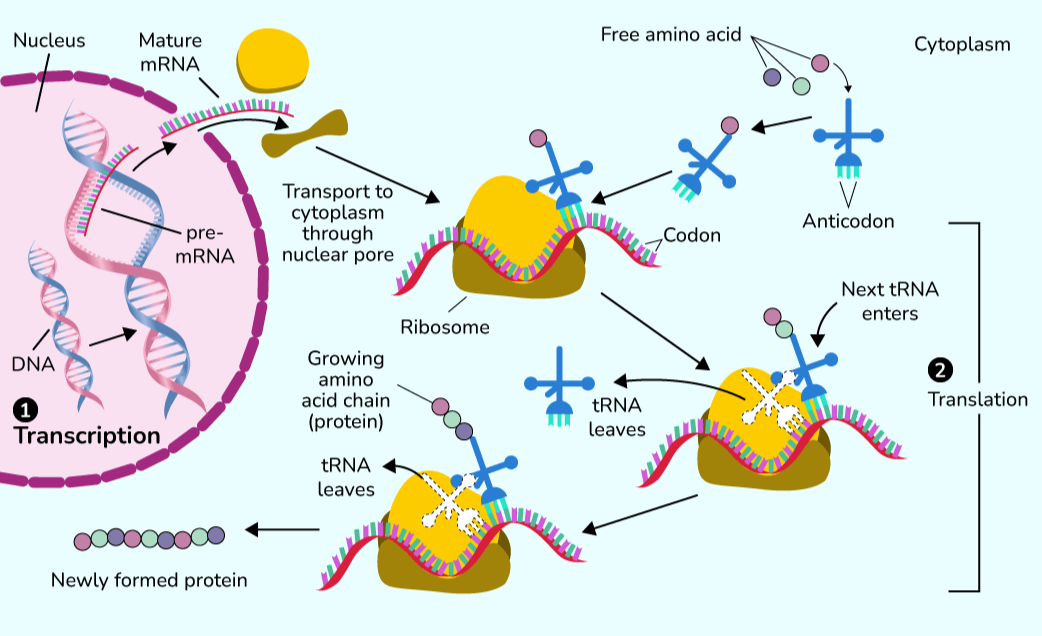 Nucleus
Mature
mRNA
Free amino acid
Cytoplasm
Transport to
cytoplasm
through
nuclear pore
Anticodon
Codon
pre-
mRNA
Ribosome
DNA
1
Transcription
Next tRNA
enters
2
Translation
Growing
amino
acid chain
(protein)
tRNA
leaves
tRNA
leaves
Newly formed protein